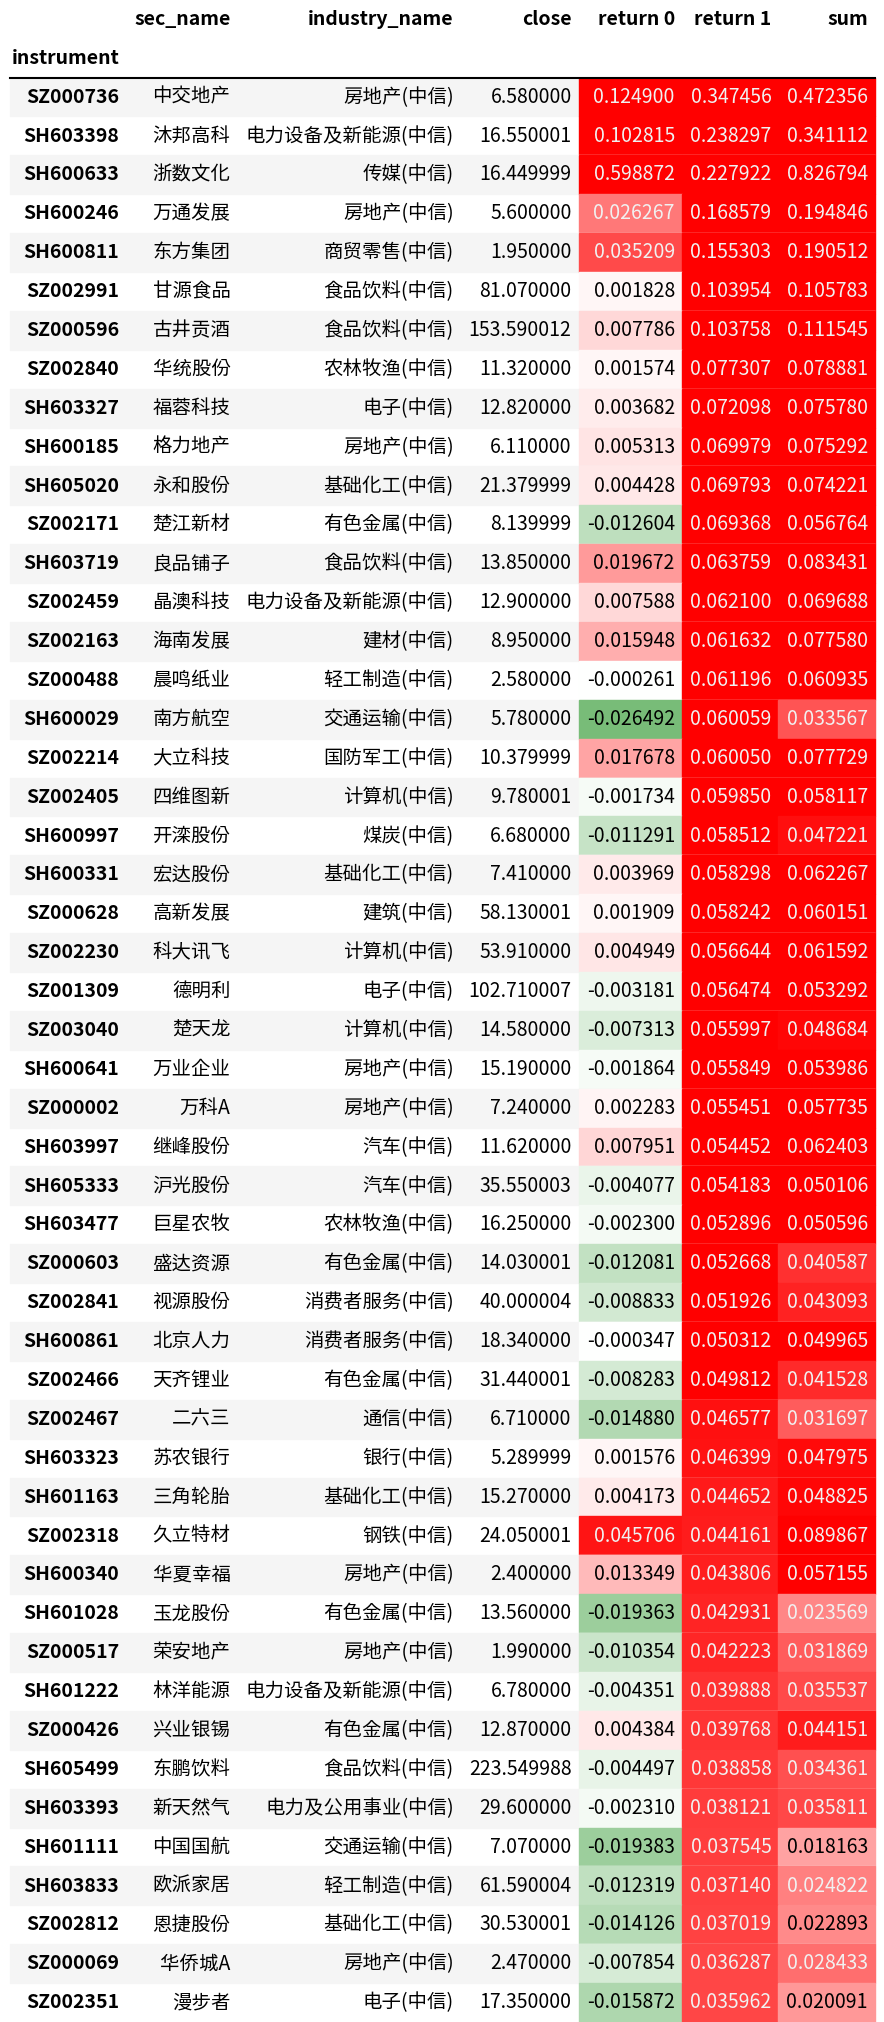 sec_name industry_name close return 0 return 1 sum
instrument
SZ000736 中交地产 房地产(中信) 6.580000 0.124900 0.347456 0.472356
SH603398 沐邦高科 电力设备及新能源(中信) 16.550001 0.102815 0.238297 0.341112
SH600633 浙数文化 传媒(中信) 16.449999 0.598872 0.227922 0.826794
SH600246 万通发展 房地产(中信) 5.600000 0.026267 0.168579 0.194846
SH600811 东方集团 商贸零售(中信) 1.950000 0.035209 0.155303 0.190512
SZ002991 甘源食品 食品饮料(中信) 81.070000 0.001828 0.103954 0.105783
SZ000596 古井贡酒 食品饮料(中信) 153.590012 0.007786 0.103758 0.111545
SZ002840 华统股份 农林牧渔(中信) 11.320000 0.001574 0.077307 0.078881
SH603327 福蓉科技 电子(中信) 12.820000 0.003682 0.072098 0.075780
SH600185 格力地产 房地产(中信) 6.110000 0.005313 0.069979 0.075292
SH605020 永和股份 基础化工(中信) 21.379999 0.004428 0.069793 0.074221
SZ002171 楚江新材 有色金属(中信) 8.139999 -0.012604 0.069368 0.056764
SH603719 良品铺子 食品饮料(中信) 13.850000 0.019672 0.063759 0.083431
SZ002459 晶澳科技 电力设备及新能源(中信) 12.900000 0.007588 0.062100 0.069688
SZ002163 海南发展 建材(中信) 8.950000 0.015948 0.061632 0.077580
SZ000488 晨鸣纸业 轻工制造(中信) 2.580000 -0.000261 0.061196 0.060935
SH600029 南方航空 交通运输(中信) 5.780000 -0.026492 0.060059 0.033567
SZ002214 大立科技 国防军工(中信) 10.379999 0.017678 0.060050 0.077729
SZ002405 四维图新 计算机(中信) 9.780001 -0.001734 0.059850 0.058117
SH600997 开滦股份 煤炭(中信) 6.680000 -0.011291 0.058512 0.047221
SH600331 宏达股份 基础化工(中信) 7.410000 0.003969 0.058298 0.062267
SZ000628 高新发展 建筑(中信) 58.130001 0.001909 0.058242 0.060151
SZ002230 科大讯飞 计算机(中信) 53.910000 0.004949 0.056644 0.061592
SZ001309 德明利 电子(中信) 102.710007 -0.003181 0.056474 0.053292
SZ003040 楚天龙 计算机(中信) 14.580000 -0.007313 0.055997 0.048684
SH600641 万业企业 房地产(中信) 15.190000 -0.001864 0.055849 0.053986
SZ000002 万科A 房地产(中信) 7.240000 0.002283 0.055451 0.057735
SH603997 继峰股份 汽车(中信) 11.620000 0.007951 0.054452 0.062403
SH605333 沪光股份 汽车(中信) 35.550003 -0.004077 0.054183 0.050106
SH603477 巨星农牧 农林牧渔(中信) 16.250000 -0.002300 0.052896 0.050596
SZ000603 盛达资源 有色金属(中信) 14.030001 -0.012081 0.052668 0.040587
SZ002841 视源股份 消费者服务(中信) 40.000004 -0.008833 0.051926 0.043093
SH600861 北京人力 消费者服务(中信) 18.340000 -0.000347 0.050312 0.049965
SZ002466 天齐锂业 有色金属(中信) 31.440001 -0.008283 0.049812 0.041528
SZ002467 二六三 通信(中信) 6.710000 -0.014880 0.046577 0.031697
SH603323 苏农银行 银行(中信) 5.289999 0.001576 0.046399 0.047975
SH601163 三角轮胎 基础化工(中信) 15.270000 0.004173 0.044652 0.048825
SZ002318 久立特材 钢铁(中信) 24.050001 0.045706 0.044161 0.089867
SH600340 华夏幸福 房地产(中信) 2.400000 0.013349 0.043806 0.057155
SH601028 玉龙股份 有色金属(中信) 13.560000 -0.019363 0.042931 0.023569
SZ000517 荣安地产 房地产(中信) 1.990000 -0.010354 0.042223 0.031869
SH601222 林洋能源 电力设备及新能源(中信) 6.780000 -0.004351 0.039888 0.035537
SZ000426 兴业银锡 有色金属(中信) 12.870000 0.004384 0.039768 0.044151
SH605499 东鹏饮料 食品饮料(中信) 223.549988 -0.004497 0.038858 0.034361
SH603393 新天然气 电力及公用事业(中信) 29.600000 -0.002310 0.038121 0.035811
SH601111 中国国航 交通运输(中信) 7.070000 -0.019383 0.037545 0.018163
SH603833 欧派家居 轻工制造(中信) 61.590004 -0.012319 0.037140 0.024822
SZ002812 恩捷股份 基础化工(中信) 30.530001 -0.014126 0.037019 0.022893
SZ000069 华侨城A 房地产(中信) 2.470000 -0.007854 0.036287 0.028433
SZ002351 漫步者 电子(中信) 17.350000 -0.015872 0.035962 0.020091